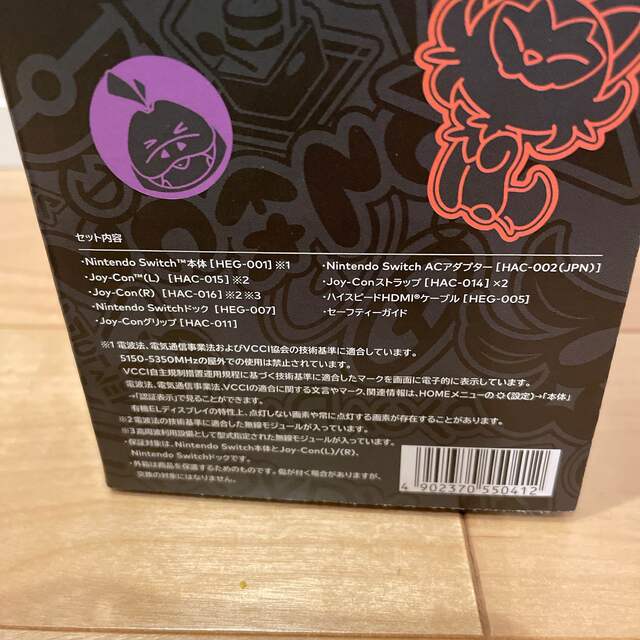 セット内容
・Nintendo Switch™本体[HEG-001]※1
・Joy-Con™(L) [HAC-015]※2
・Joy-Con(R) [HAC-016]※2※3
・Nintendo Switchドック[HEG-007]
・Joy-Conグリップ[HAC-011]
・Nintendo Switch ACアダプター[HAC-002(JPN)]
・Joy-Conストラップ[HAC-014]×2
・ハイスピードHDMI®ケーブル[HEG-005]
・セーフティーガイド
※1 電波法、電気通信事業法およびVCCI協会の技術基準に適合しています。
5150-5350MHzの屋外での使用は禁止されています。
VCCI自主規制措置運用規程に基づく技術基準に適合したマークを画面に電子的に表示しています。
電波法、電気通信事業法、VCCIの適合に関する文言やマーク、関連情報は、HOMEメニューの(設定)→「本体」
→「認証表示」で見ることができます。
有機ELディスプレイの特性上、点灯しない画素や常に点灯する画素が存在することがあります。
※2 電波法の技術基準に適合した無線モジュールが入っています。
※3 高周波利用設備として型式指定された無線モジュールが入っています。
・保証対象は、Nintendo Switch本体とJoy-Con(L)/(R)、
Nintendo Switchドックです。
・外箱は商品を保護するためのものです。傷が付く場合がありますが、
交換の対象にはなりません。
4 902370 550412